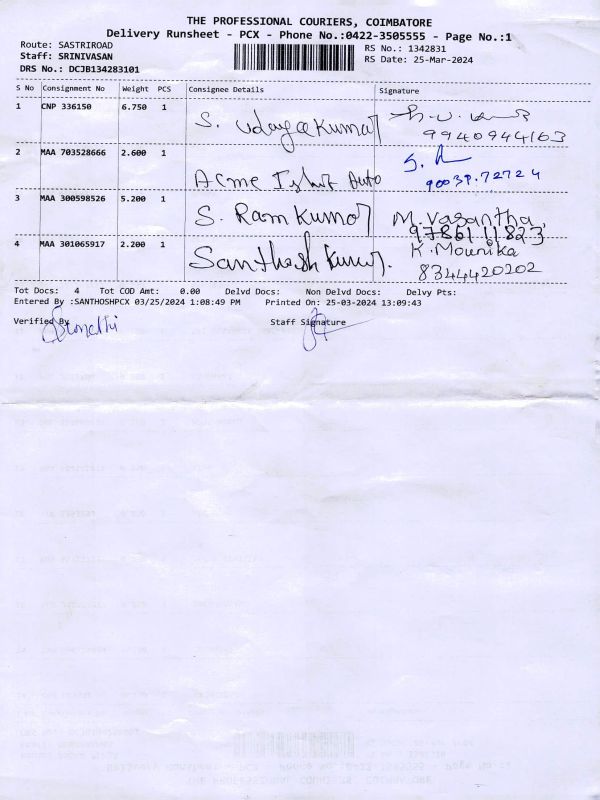 THE PROFESSIONAL COURIERS, COIMBATORE
Delivery Runsheet - PCX - Phone No.:0422-3505555 - Page No.:1
Route: SASTRIROAD
Staff: SRINIVASAN
DRS No.: DCJB134283101
RS No.: 1342831
RS Date: 25-Mar-2024
S No Consignment No Weight PCS Consignee Details Signature
1 CNP 336150 6.750 1 S. Udayakumar
9940944163
2 MAA 703528666 2.600 1 Acme Auto
3 MAA 300598526 5.200 1 S. Ram Kumar M. Vasantha
9786111823
4 MAA 301065917 2.200 1 Santhosh Kumar. K. Mounika
8344420202
Tot Docs: 4 Tot COD Amt: 0.00 Delvd Docs: Non Delvd Docs: Delvy Pts:
Entered By :SANTHOSHPCX 03/25/2024 1:08:49 PM Printed On: 25-03-2024 13:09:43
Verified By Staff Signature